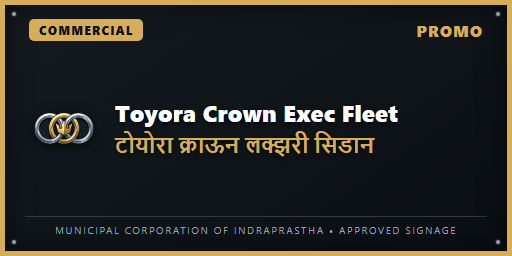 COMMERCIAL
PROMO
Toyora Crown Exec Fleet
टोयोरा क्राऊन लक्झरी सिडान
MUNICIPAL CORPORATION OF INDRAPRASTHA • APPROVED SIGNAGE